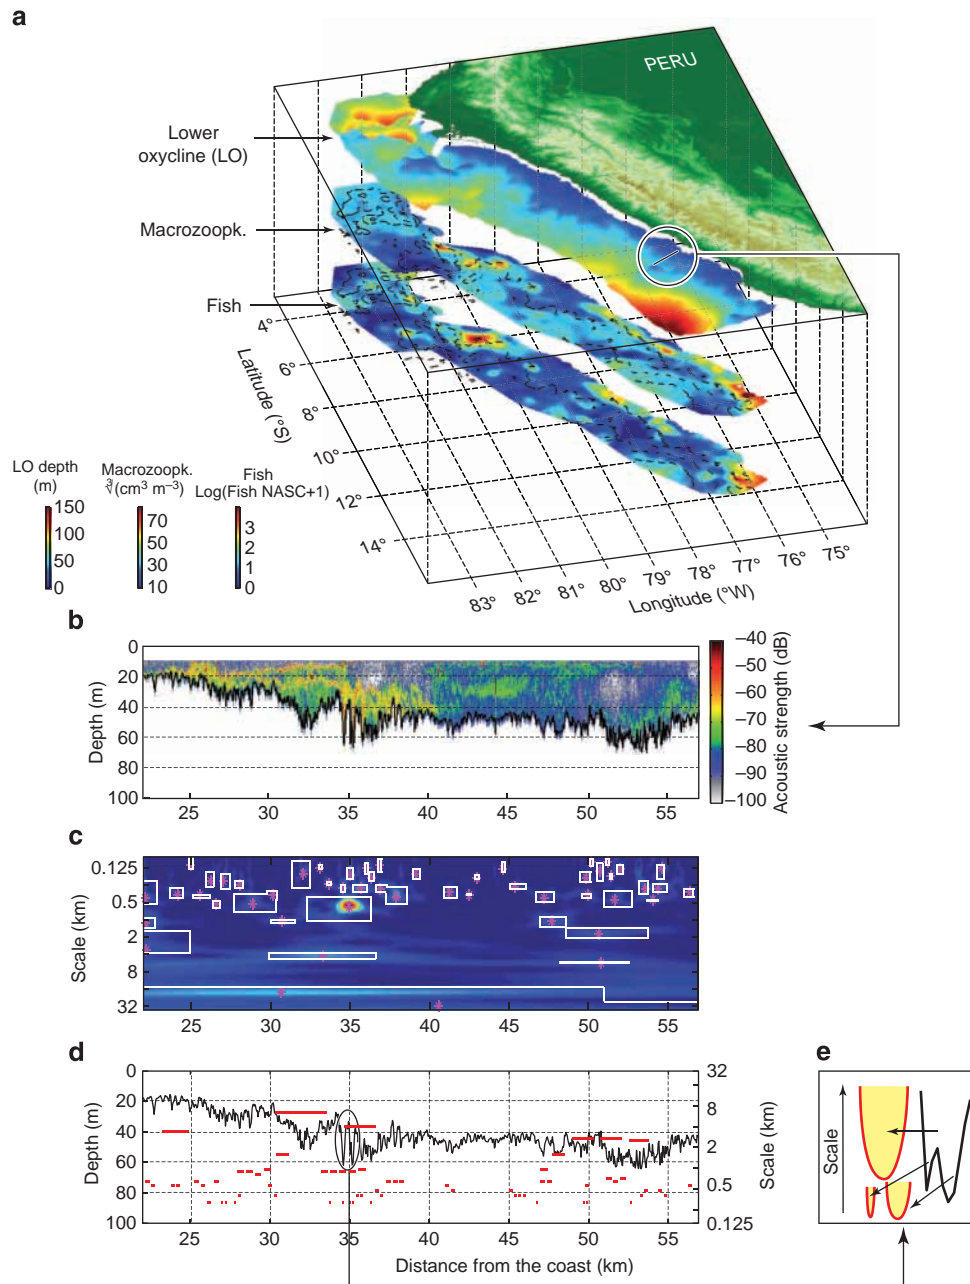 a
PERU
Lower
oxycline (LO)
Macrozoopk.
Fish
4°
6°
8°
10°
12°
14°
Latitude (°S)
83°
82°
81°
80°
79°
78°
77°
76°
75°
Longitude (°W)
LO depth
(m)
150
100
50
0
Macrozoopk.
∛(cm³ m⁻³)
70
50
30
10
Fish
Log(Fish NASC+1)
3
2
1
0
b
0
20
40
60
80
100
Depth (m)
25 30 35 40 45 50 55
−40
−50
−60
−70
−80
−90
−100
Acoustic strength (dB)
c
0.125
0.5
2
8
32
Scale (km)
25 30 35 40 45 50 55
d
0
20
40
60
80
100
Depth (m)
32
8
2
0.5
0.125
Scale (km)
25 30 35 40 45 50 55
Distance from the coast (km)
e
Scale